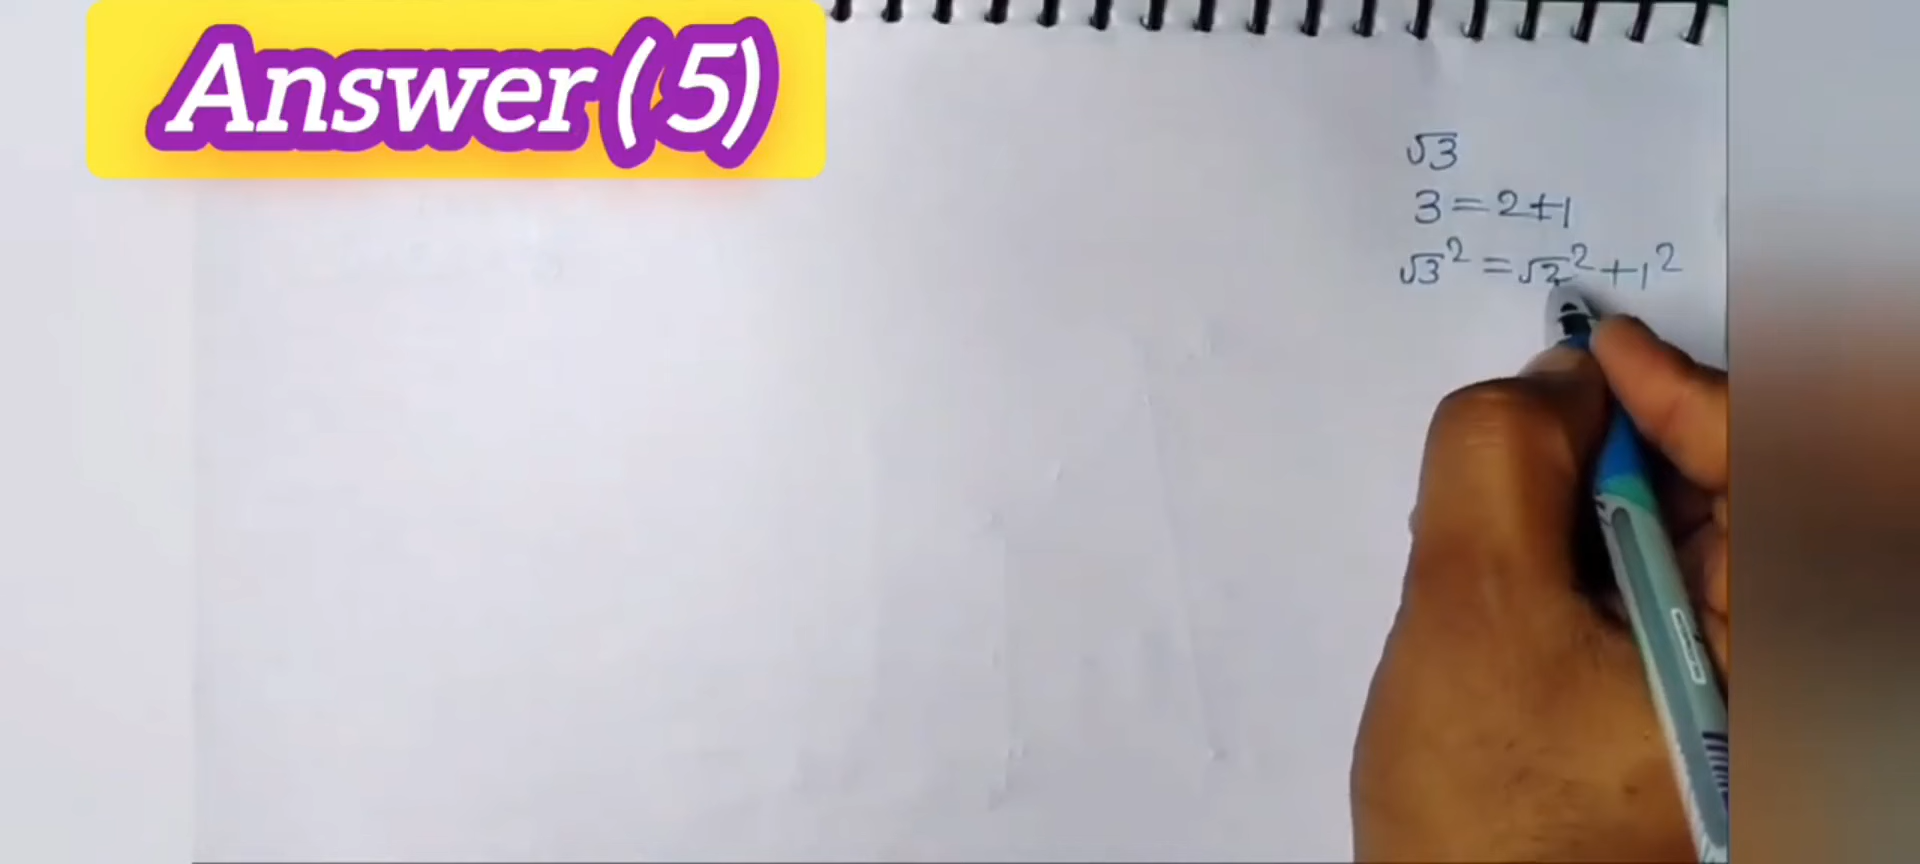 Answer (5)
√3
3=2+1
√3² = √2² + 1²